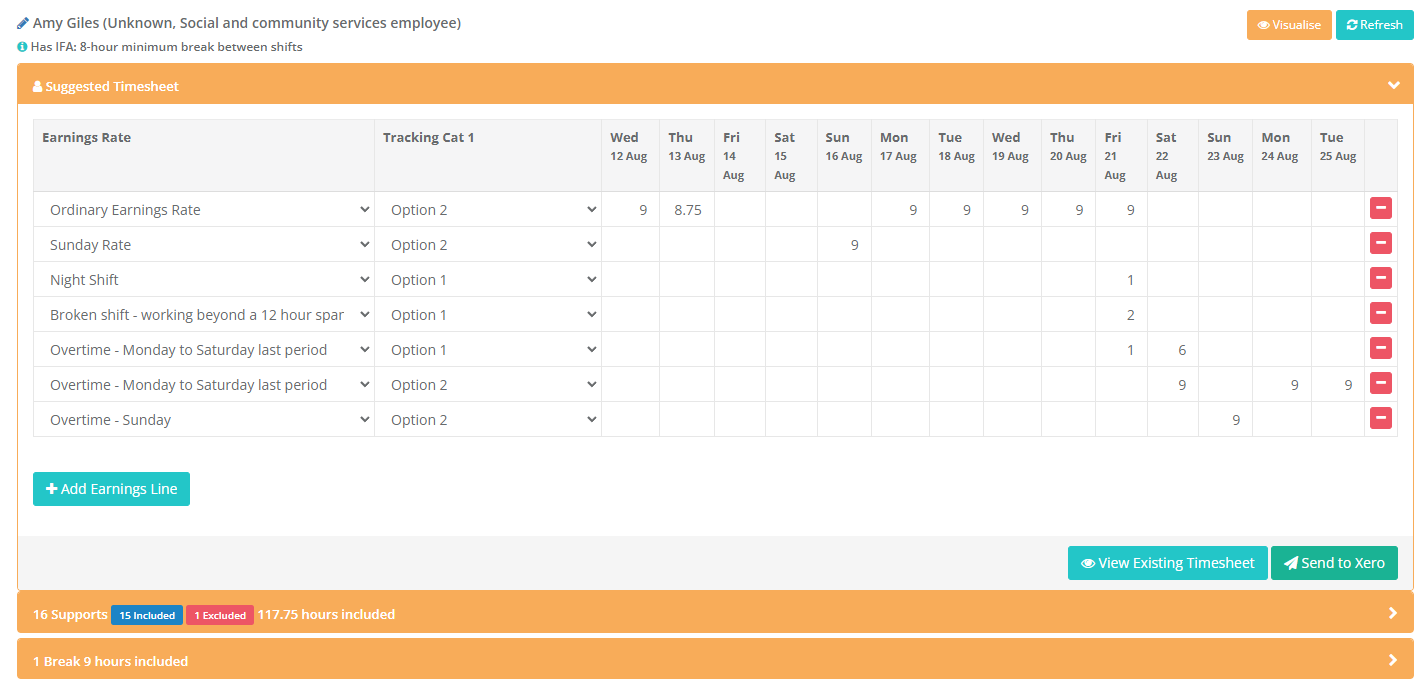 Amy Giles (Unknown, Social and community services employee)
Visualise
Refresh
Has IFA: 8-hour minimum break between shifts
Suggested Timesheet
Earnings Rate Tracking Cat 1 Wed 12 Aug Thu 13 Aug Fri 14 Aug Sat 15 Aug Sun 16 Aug Mon 17 Aug Tue 18 Aug Wed 19 Aug Thu 20 Aug Fri 21 Aug Sat 22 Aug Sun 23 Aug Mon 24 Aug Tue 25 Aug
Ordinary Earnings Rate Option 2 9 8.75 9 9 9 9 9
Sunday Rate Option 2 9
Night Shift Option 1 1
Broken shift - working beyond a 12 hour spar Option 1 2
Overtime - Monday to Saturday last period Option 1 1 6
Overtime - Monday to Saturday last period Option 2 9 9 9
Overtime - Sunday Option 2 9
Add Earnings Line
View Existing Timesheet
Send to Xero
16 Supports 15 Included 1 Excluded 117.75 hours included
1 Break 9 hours included